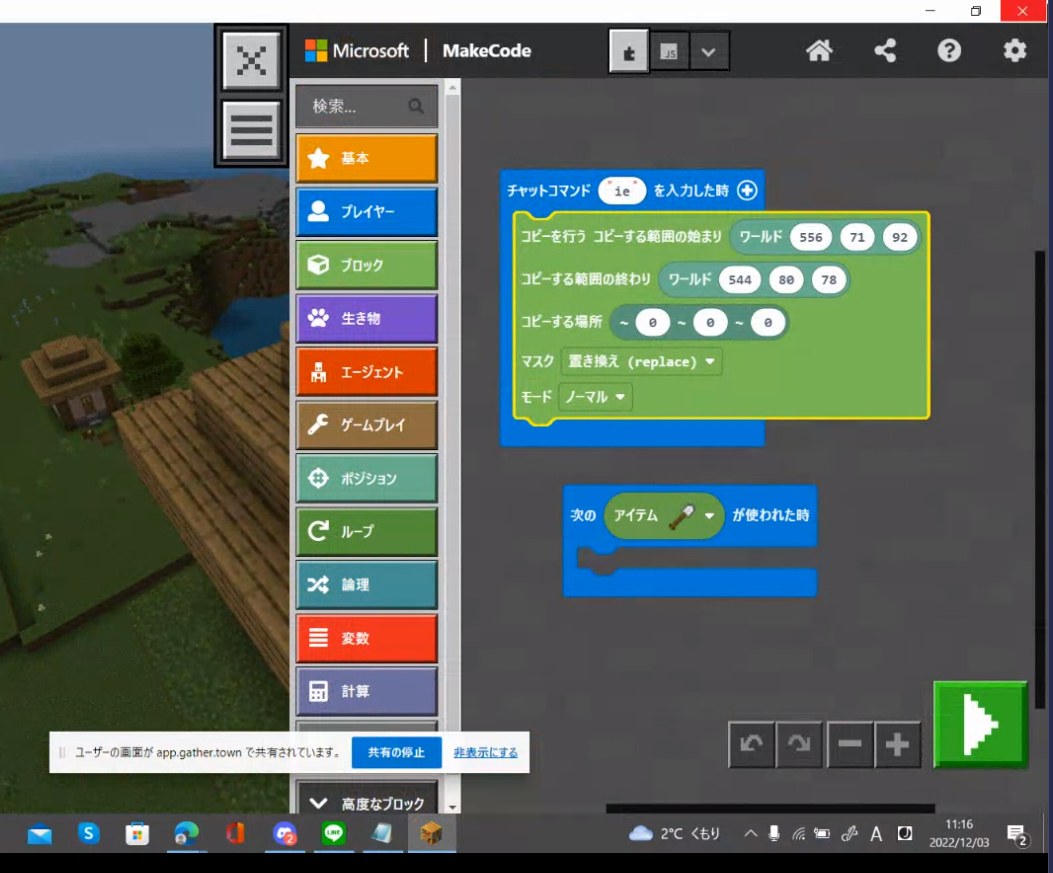 Microsoft | MakeCode
JS
検索...
基本
プレイヤー
ブロック
生き物
エージェント
ゲームプレイ
ポジション
ループ
論理
変数
計算
高度なブロック
チャットコマンド "ie" を入力した時
コピーを行う コピーする範囲の始まり ワールド 556 71 92
コピーする範囲の終わり ワールド 544 80 78
コピーする場所 ~ 0 ~ 0 ~ 0
マスク 置き換え (replace)
モード ノーマル
次の アイテム が使われた時
ユーザーの画面が app.gather.town で共有されています。 共有の停止 非表示にする
S
LINE
2
2°C くもり
A
11:16
2022/12/03
2